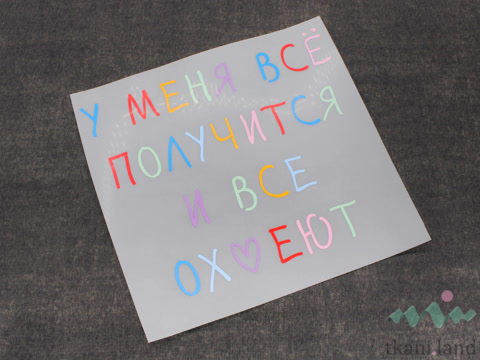 У МЕНЯ ВСЁ
ПОЛУЧИТСЯ
И ВСЕ
ОХ♡ЕЮТ
tkani land